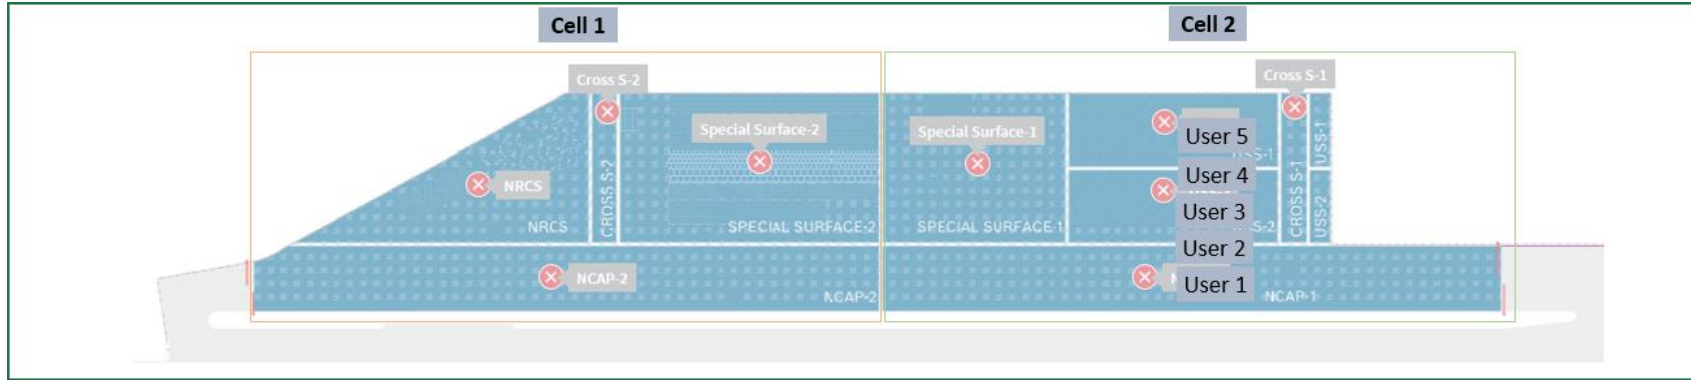 Cell 1
Cell 2
Cross S-2
Cross S-1
Special Surface-2
Special Surface-1
User 5
USS-1
CROSS S-2
CROSS S-1
User 4
NRCS
User 3
USS-2
NRCS
SPECIAL SURFACE-2
SPECIAL SURFACE-1
S-2
User 2
NCAP-2
User 1
NCAP-2
NCAP-1